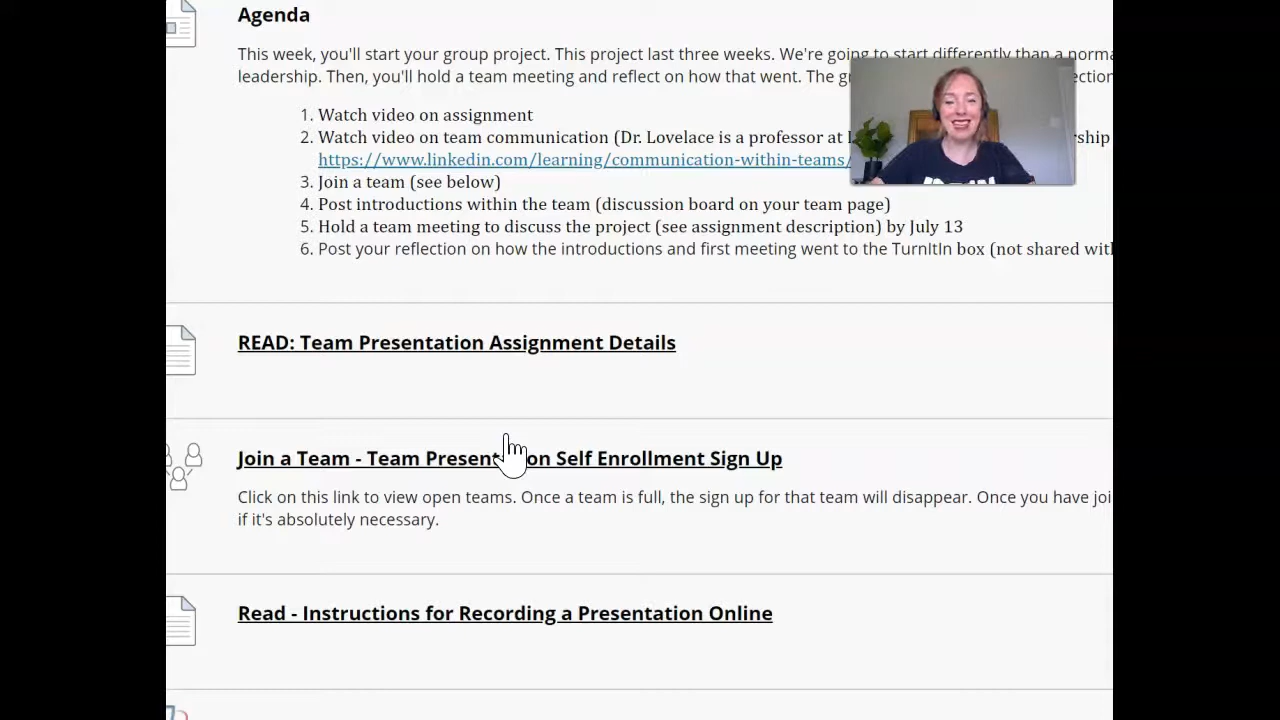 Agenda
This week, you'll start your group project. This project last three weeks. We're going to start differently than a
leadership. Then, you'll hold a team meeting and reflect on how that went. The
1. Watch video on assignment
2. Watch video on team communication (Dr. Lovelace is a professor at
https://www.linkedin.com/learning/communication-within-teams/
3. Join a team (see below)
4. Post introductions within the team (discussion board on your team page)
5. Hold a team meeting to discuss the project (see assignment description) by July 13
6. Post your reflection on how the introductions and first meeting went to the TurnItIn box (not shared
READ: Team Presentation Assignment Details
Join a Team - Team Presentation Self Enrollment Sign Up
Click on this link to view open teams. Once a team is full, the sign up for that team will disappear. Once you have
if it's absolutely necessary.
Read - Instructions for Recording a Presentation Online